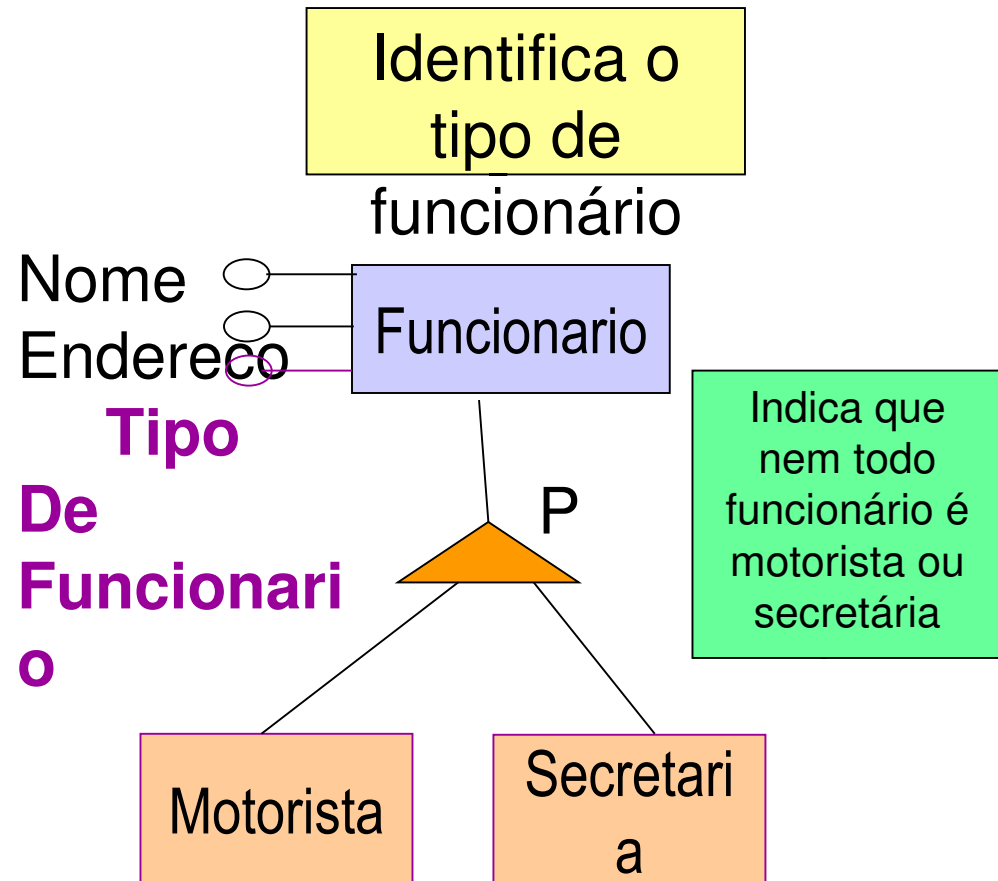 Identifica o
tipo de
funcionário
Nome
Endereco
Tipo
De
Funcionari
o
Funcionario
P
Indica que
nem todo
funcionário é
motorista ou
secretária
Motorista
Secretari
a